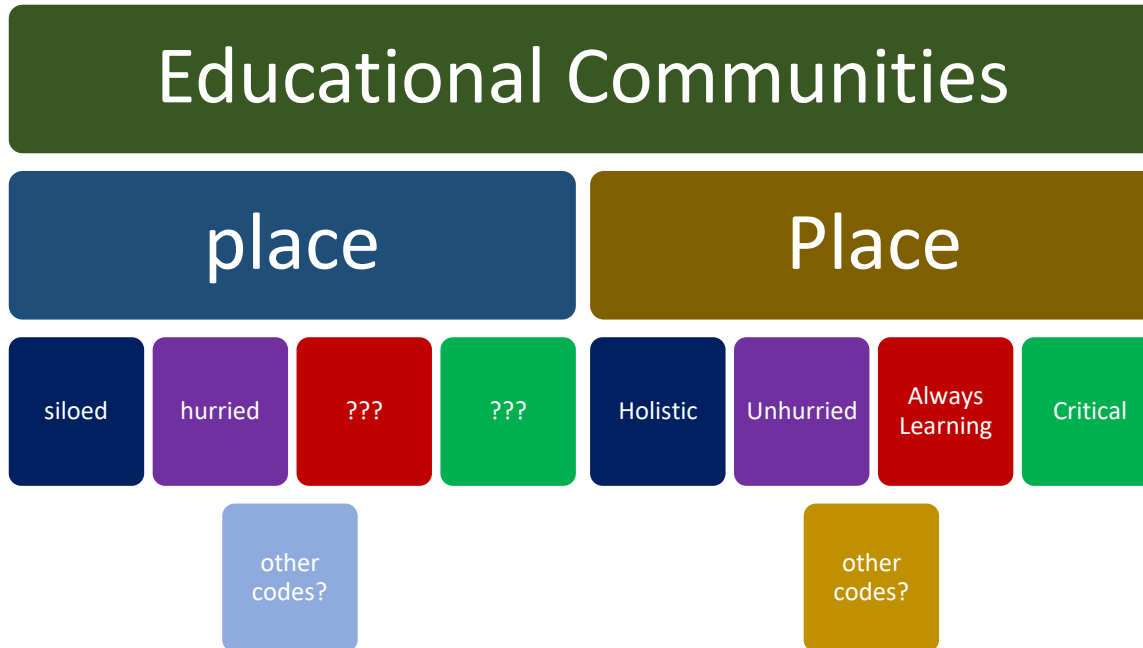 Educational Communities
place
Place
siloed
hurried
???
???
Holistic
Unhurried
Always
Learning
Critical
other
codes?
other
codes?